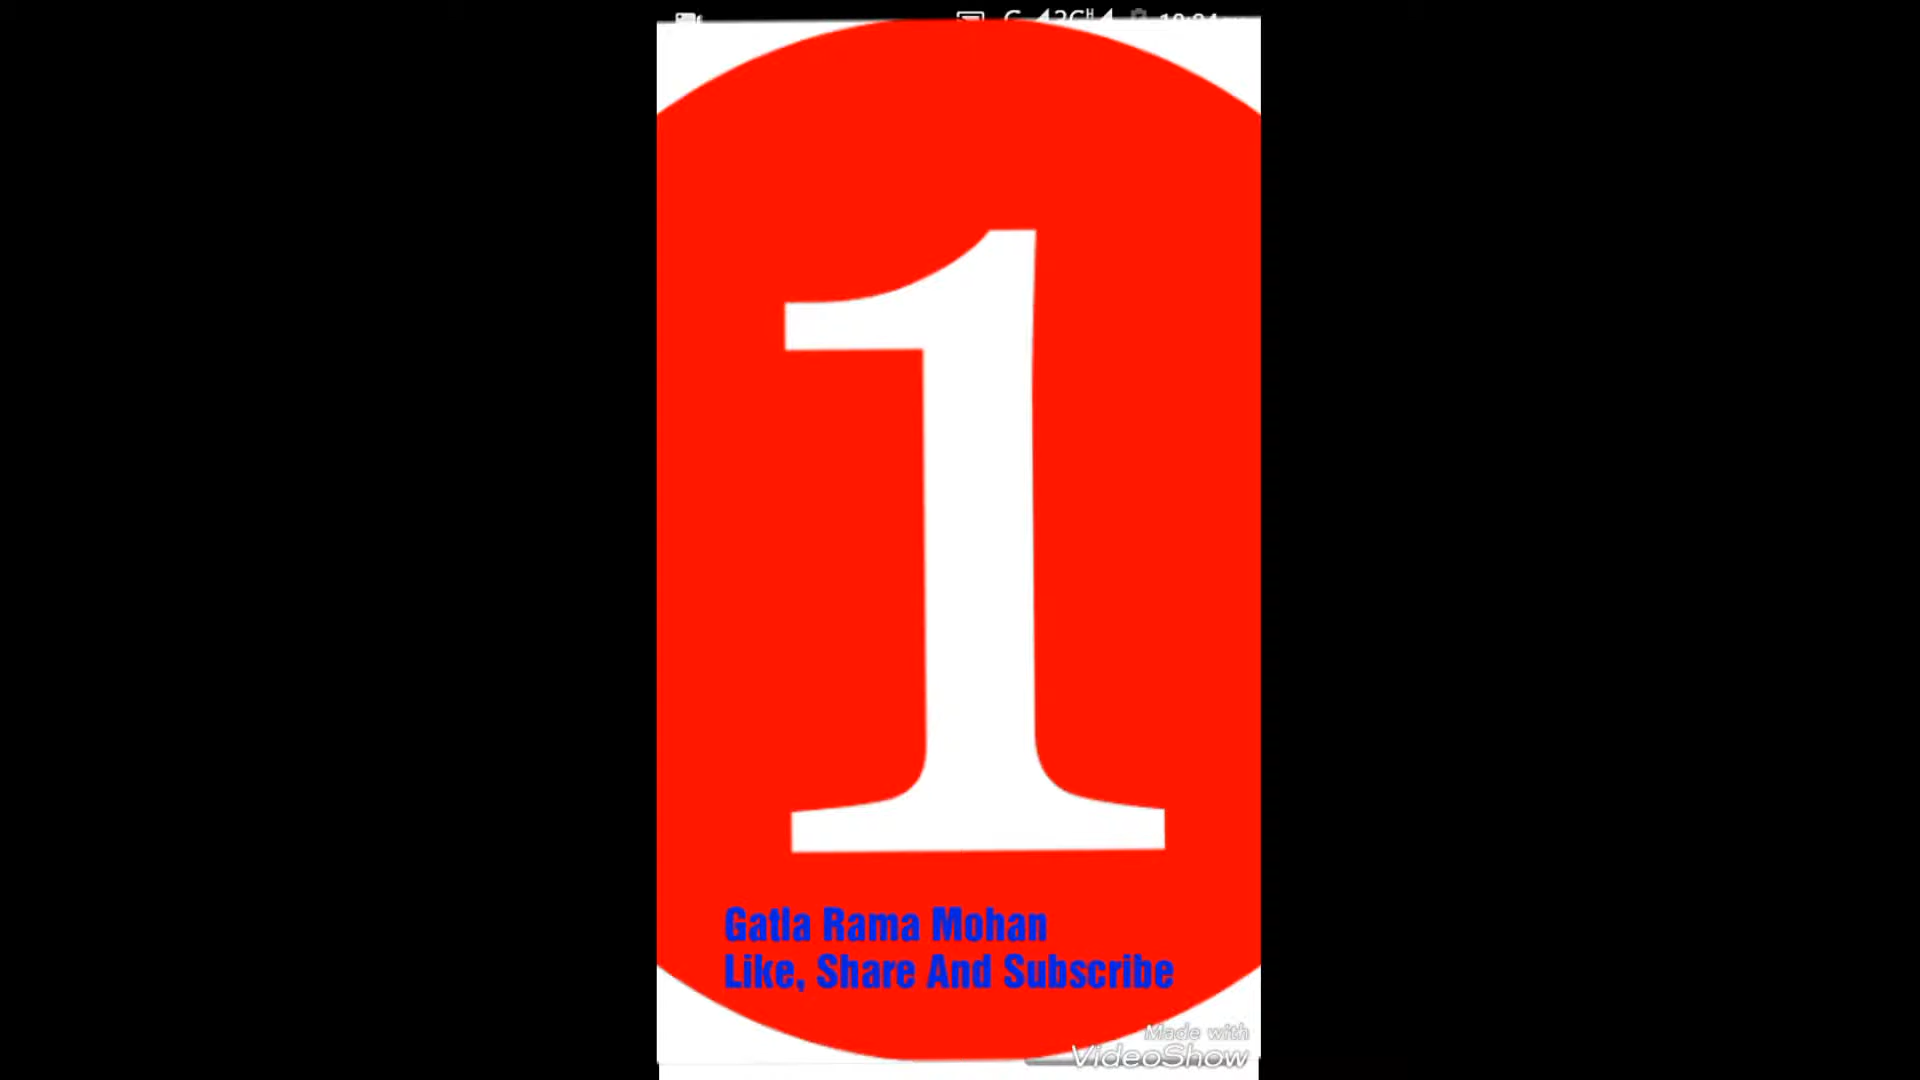 1
Gatla Rama Mohan
Like, Share And Subscribe
Made with
VideoShow